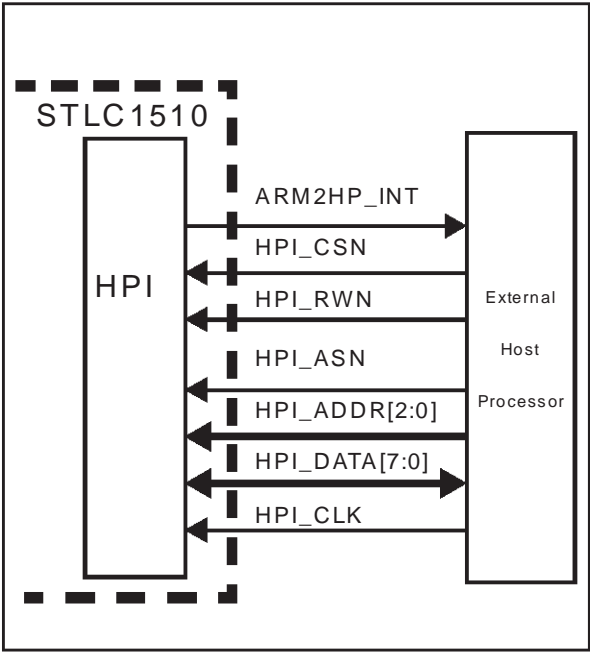 STLC1510
ARM2HP_INT
HPI_CSN
HPI
HPI_RWN
External
Host
Processor
HPI_ASN
HPI_ADDR[2:0]
HPI_DATA[7:0]
HPI_CLK